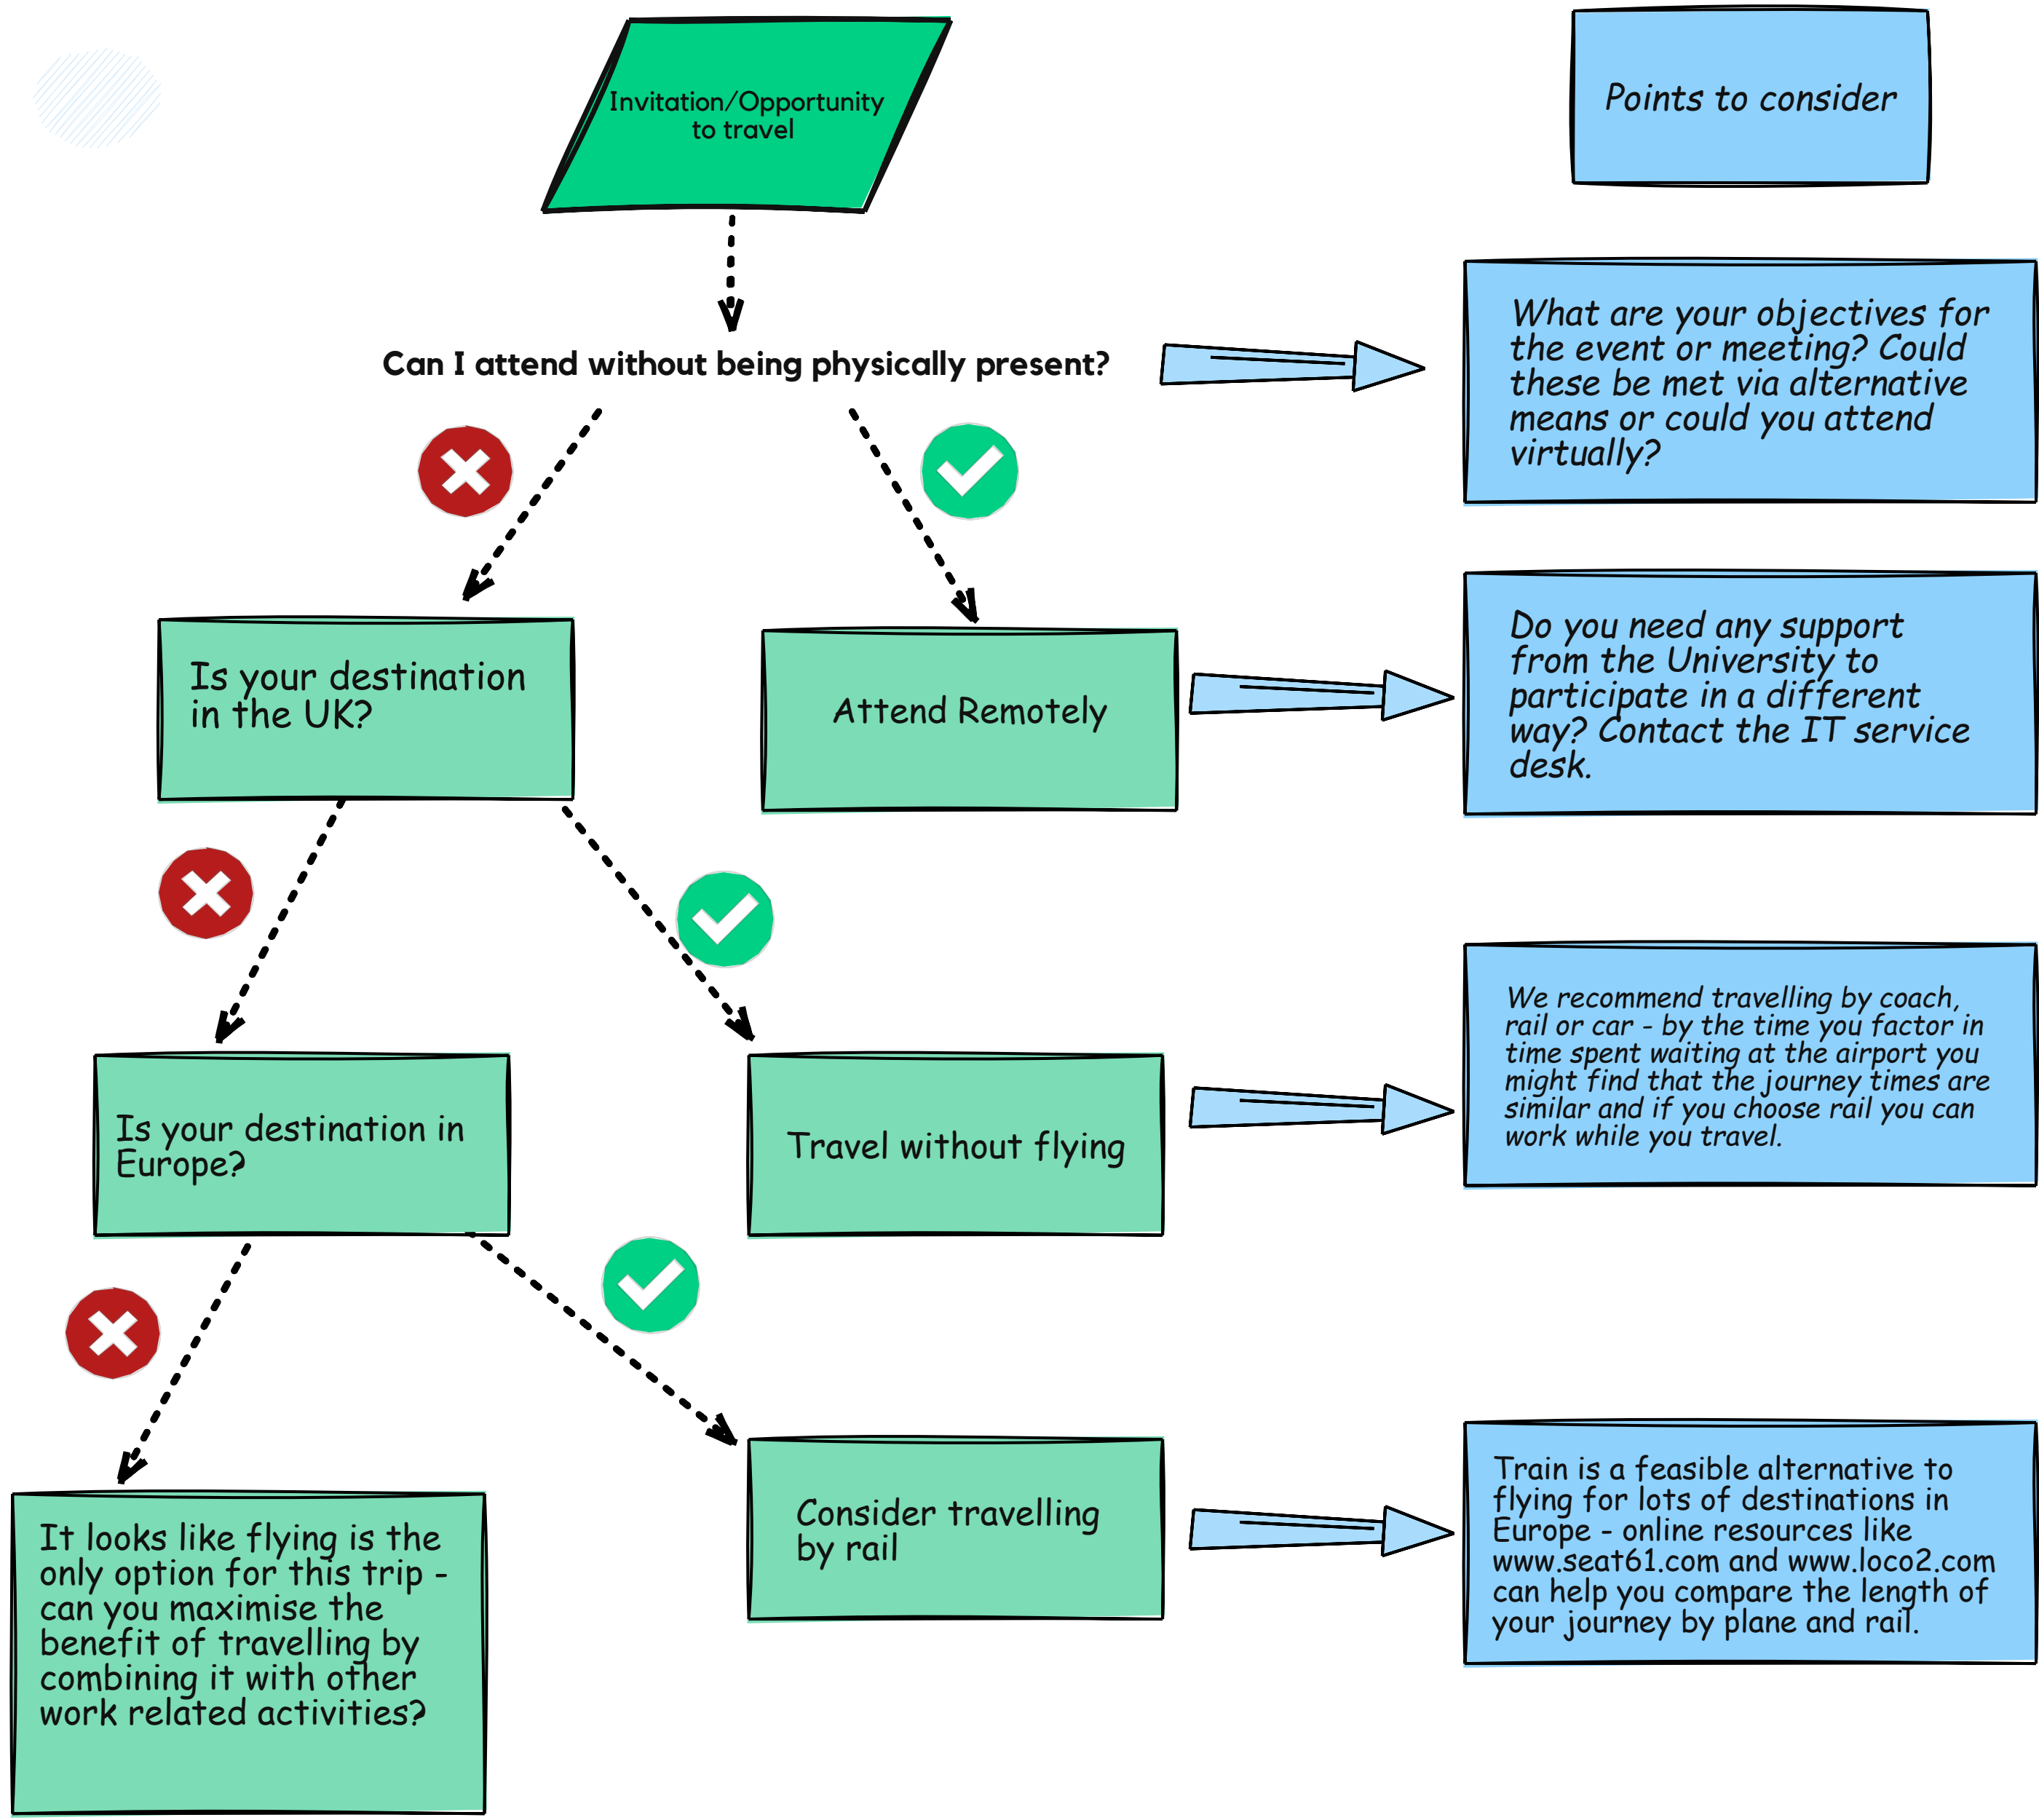 Invitation/Opportunity
to travel
Points to consider
Can I attend without being physically present?
What are your objectives for
the event or meeting? Could
these be met via alternative
means or could you attend
virtually?
Is your destination
in the UK?
Attend Remotely
Do you need any support
from the University to
participate in a different
way? Contact the IT service
desk.
Is your destination in
Europe?
Travel without flying
We recommend travelling by coach,
rail or car - by the time you factor in
time spent waiting at the airport you
might find that the journey times are
similar and if you choose rail you can
work while you travel.
It looks like flying is the
only option for this trip -
can you maximise the
benefit of travelling by
combining it with other
work related activities?
Consider travelling
by rail
Train is a feasible alternative to
flying for lots of destinations in
Europe - online resources like
www.seat61.com and www.loco2.com
can help you compare the length of
your journey by plane and rail.